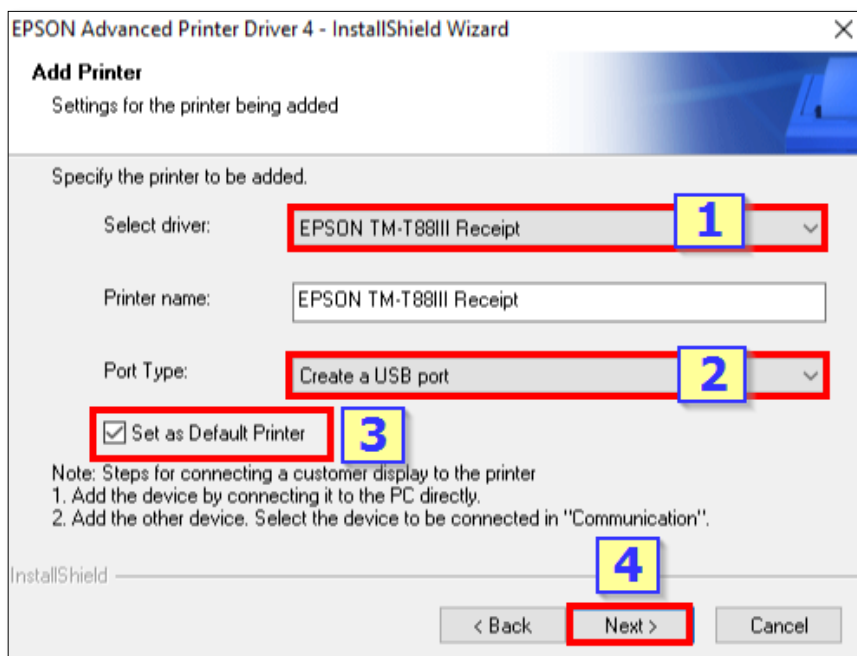 EPSON Advanced Printer Driver 4 - InstallShield Wizard
Add Printer
Settings for the printer being added
Specify the printer to be added.
Select driver: EPSON TM-T88III Receipt 1
Printer name: EPSON TM-T88III Receipt
Port Type: Create a USB port 2
Set as Default Printer 3
Note: Steps for connecting a customer display to the printer
1. Add the device by connecting it to the PC directly.
2. Add the other device. Select the device to be connected in "Communication".
4
InstallShield
< Back Next > Cancel